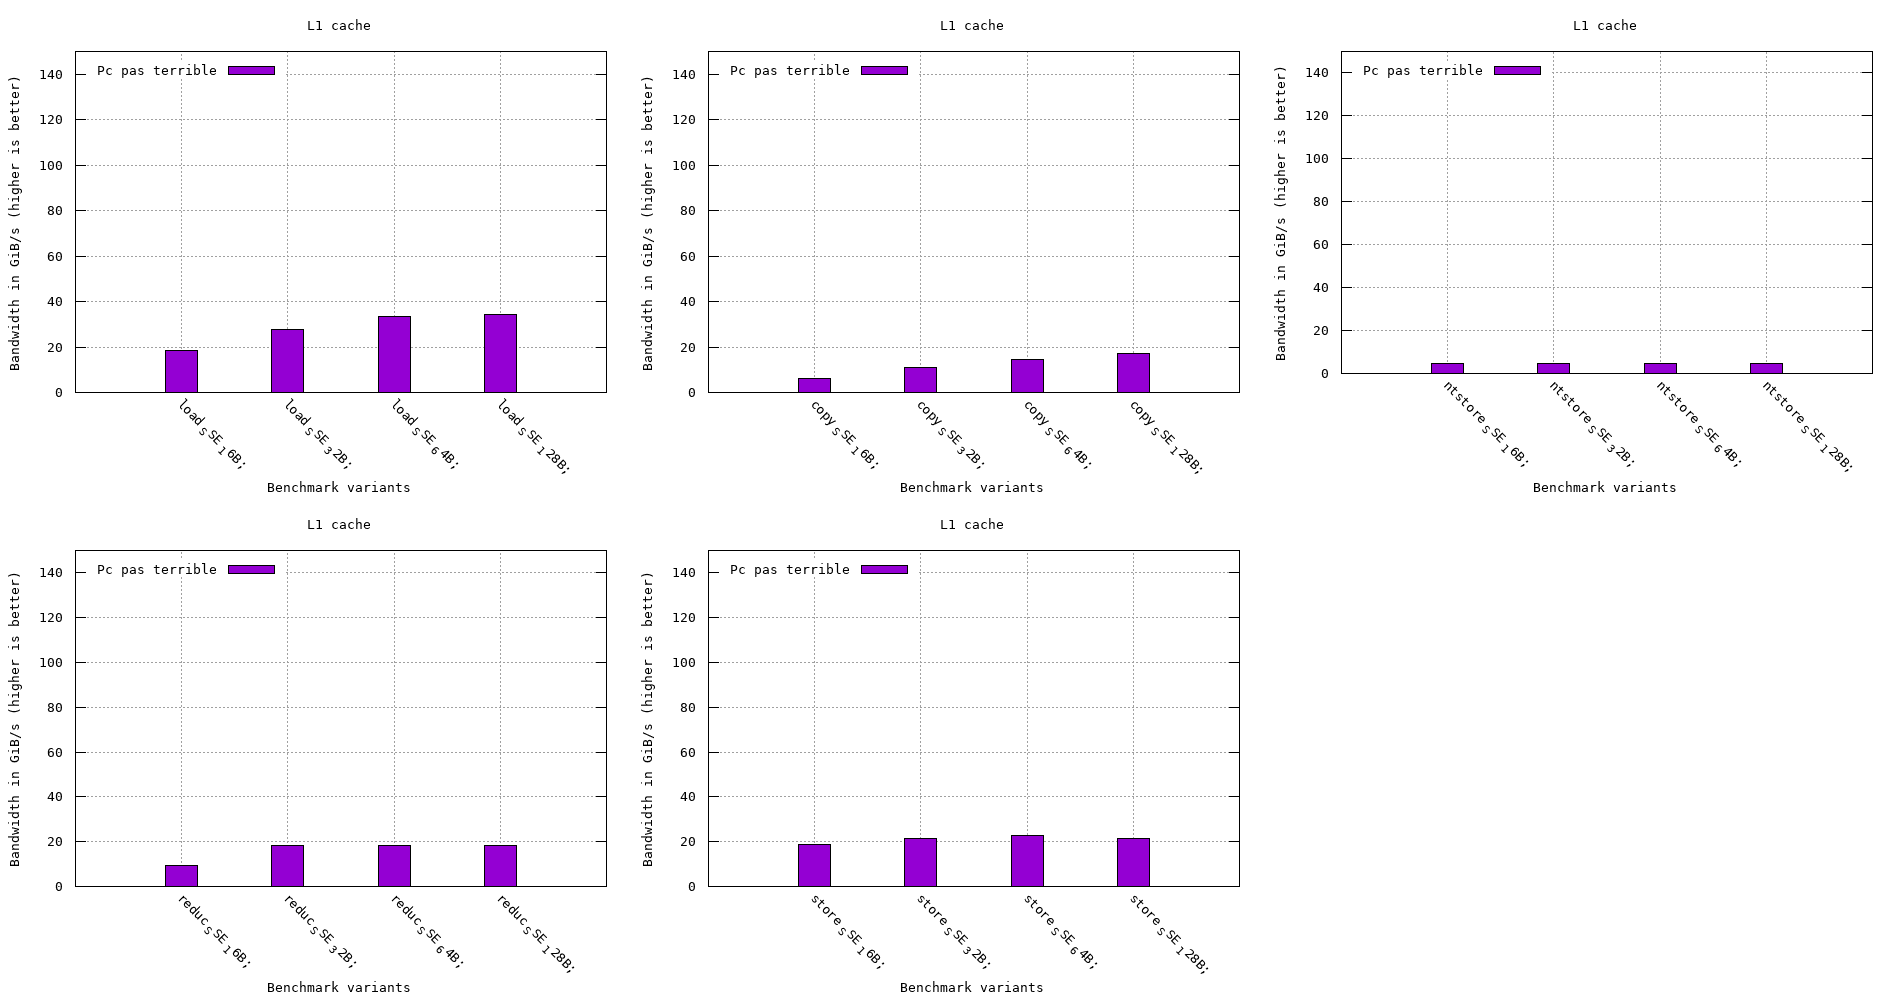 L1 cache
Bandwidth in GiB/s (higher is better)
Pc pas terrible
140
120
100
80
60
40
20
0
load_SSE_16B;
load_SSE_32B;
load_SSE_64B;
load_SSE_128B;
Benchmark variants
L1 cache
Bandwidth in GiB/s (higher is better)
Pc pas terrible
140
120
100
80
60
40
20
0
copy_SSE_16B;
copy_SSE_32B;
copy_SSE_64B;
copy_SSE_128B;
Benchmark variants
L1 cache
Bandwidth in GiB/s (higher is better)
Pc pas terrible
140
120
100
80
60
40
20
0
ntstore_SSE_16B;
ntstore_SSE_32B;
ntstore_SSE_64B;
ntstore_SSE_128B;
Benchmark variants
L1 cache
Bandwidth in GiB/s (higher is better)
Pc pas terrible
140
120
100
80
60
40
20
0
reduc_SSE_16B;
reduc_SSE_32B;
reduc_SSE_64B;
reduc_SSE_128B;
Benchmark variants
L1 cache
Bandwidth in GiB/s (higher is better)
Pc pas terrible
140
120
100
80
60
40
20
0
store_SSE_16B;
store_SSE_32B;
store_SSE_64B;
store_SSE_128B;
Benchmark variants